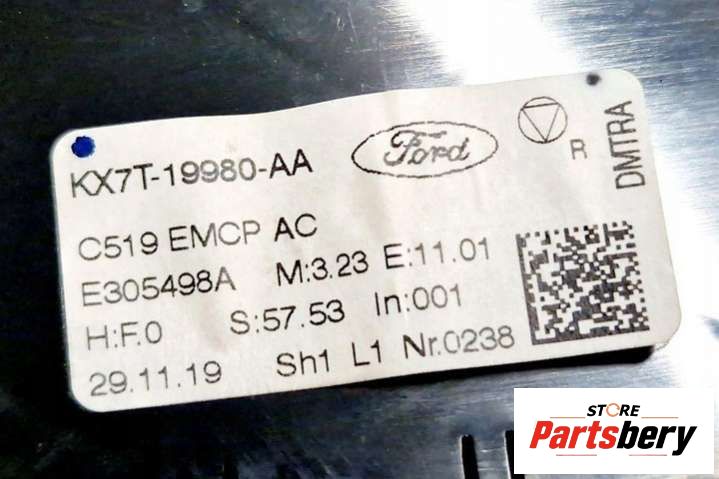 KX7T-19980-AA
Ford
R
DMTRA
C519 EMCP AC
E305498A M:3.23 E:11.01
H:F.0 S:57.53 In:001
29.11.19 Sh1 L1 Nr.0238
STORE
Partsbery